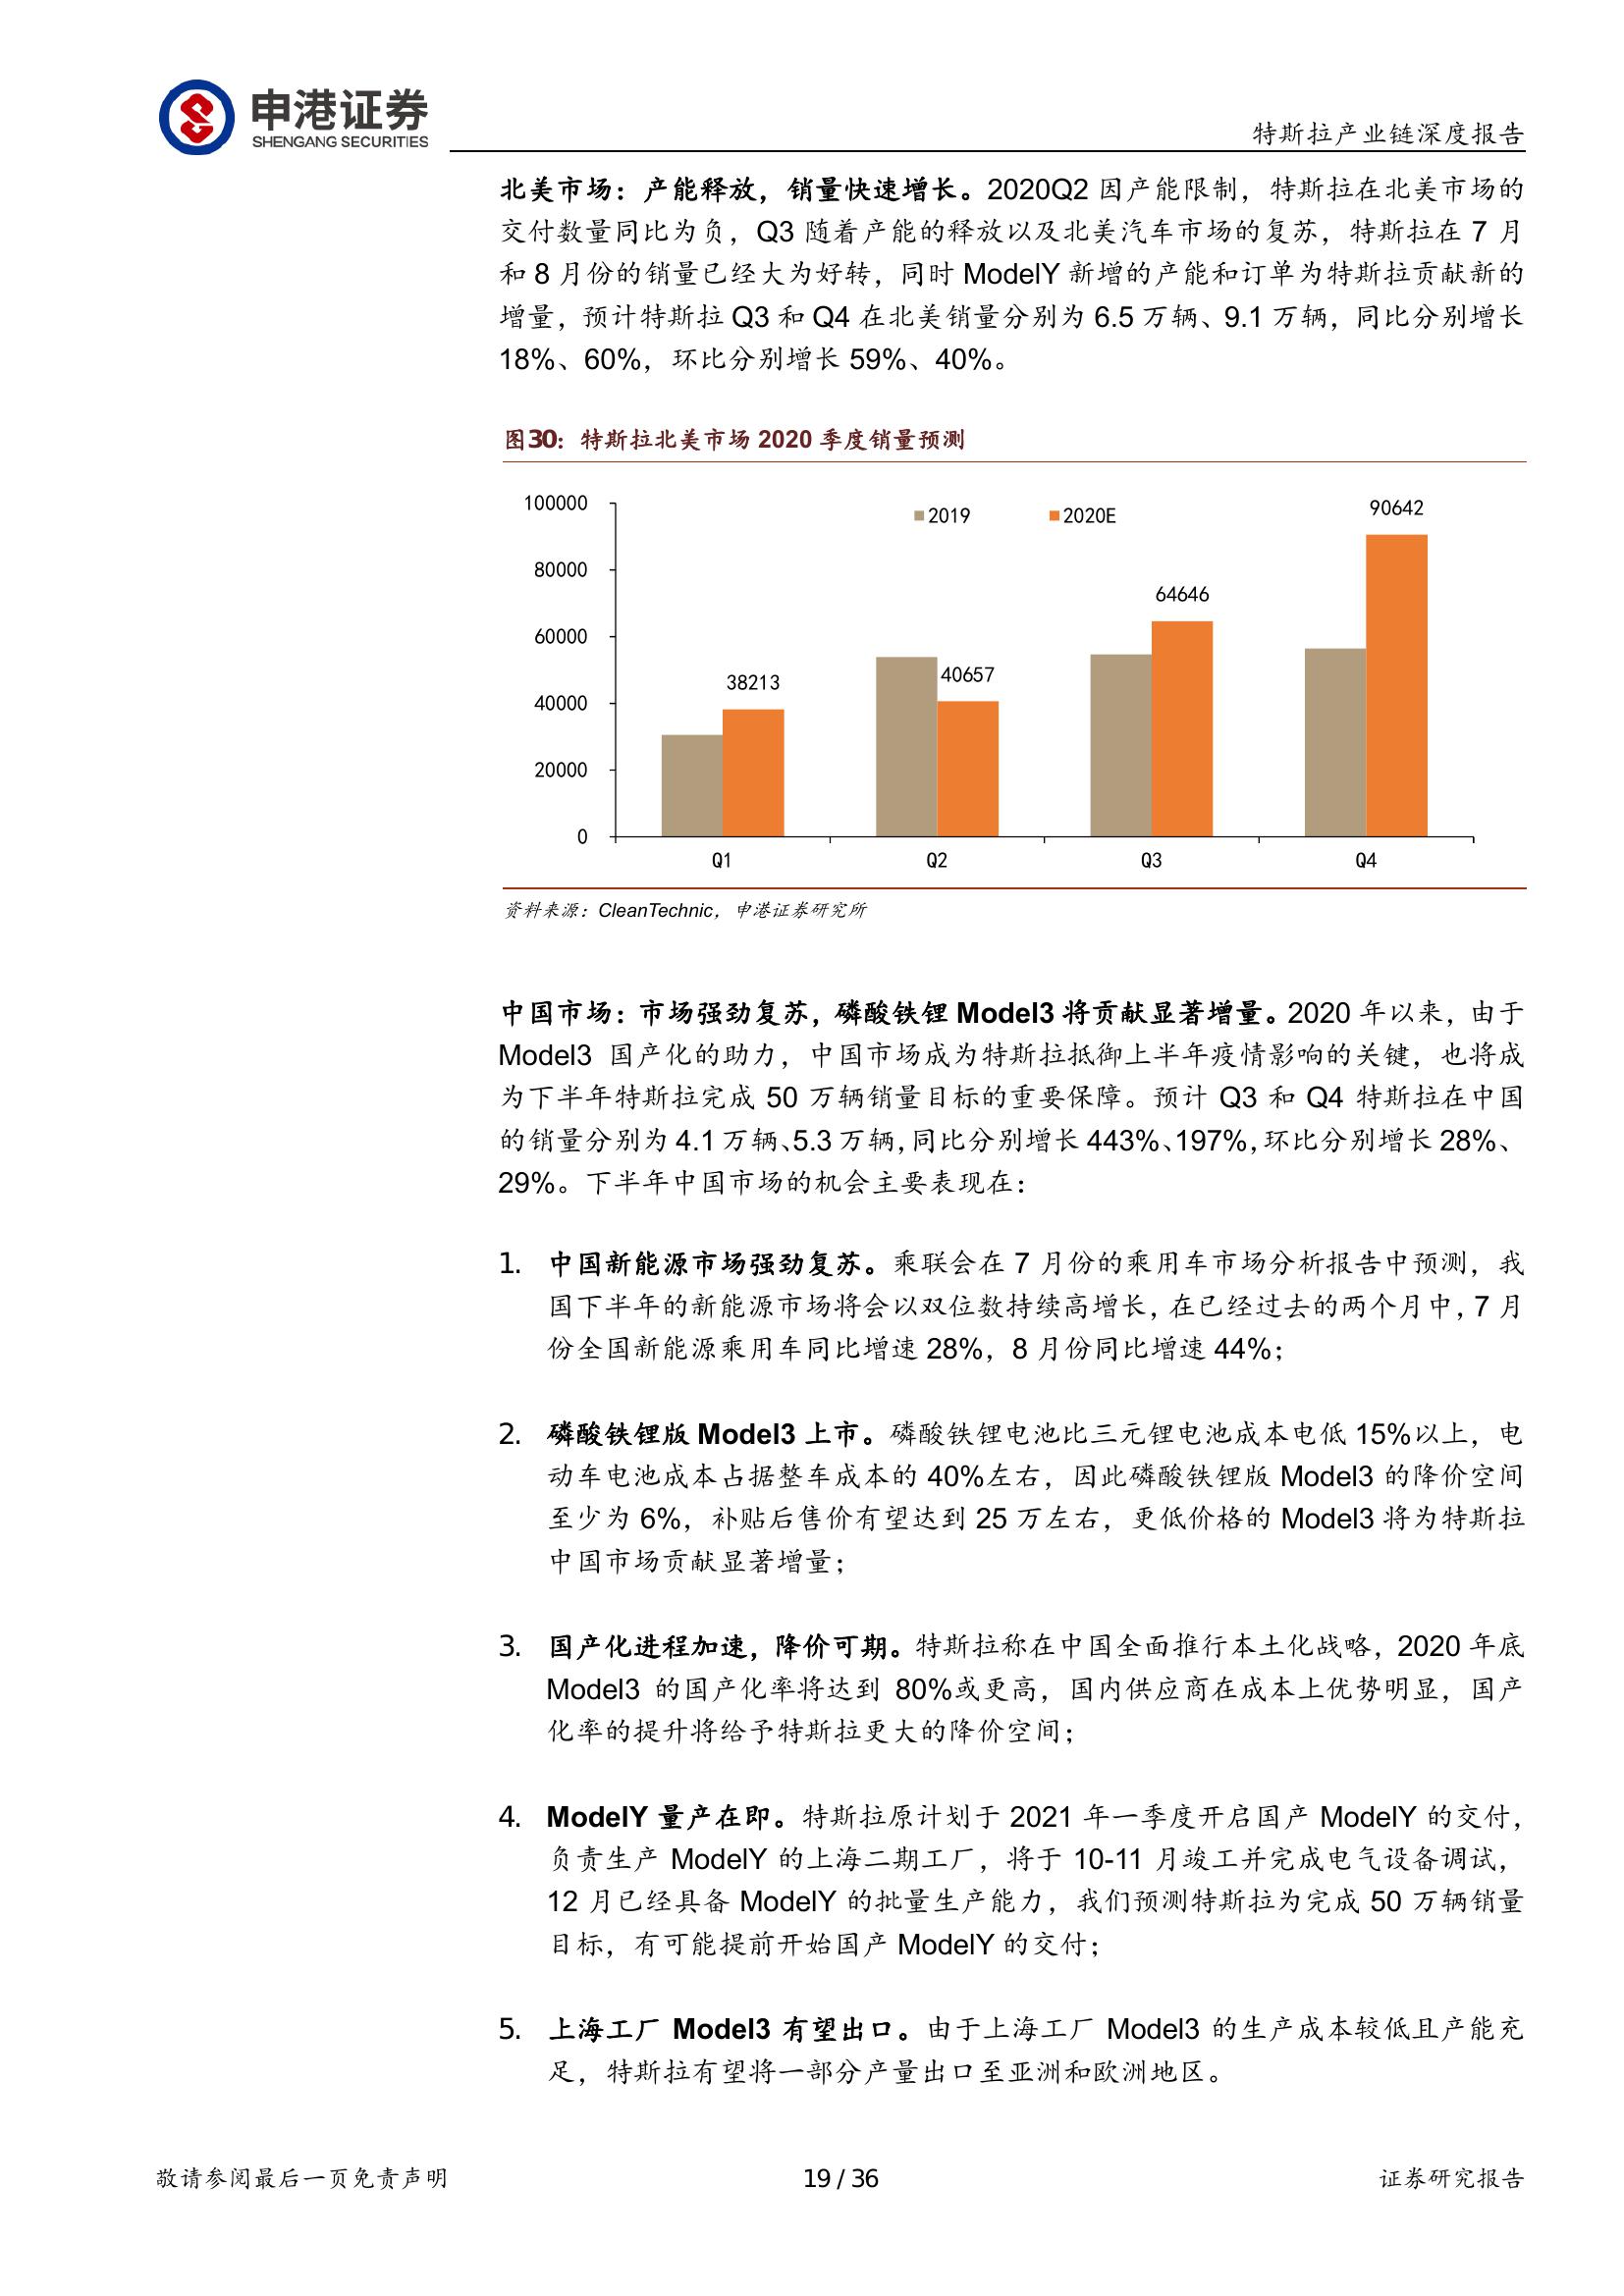 申港证券
SHENGANG SECURITIES
特斯拉产业链深度报告
北美市场：产能释放，销量快速增长。2020Q2 因产能限制，特斯拉在北美市场的
交付数量同比为负，Q3 随着产能的释放以及北美汽车市场的复苏，特斯拉在 7 月
和 8 月份的销量已经大为好转，同时 ModelY 新增的产能和订单为特斯拉贡献新的
增量，预计特斯拉 Q3 和 Q4 在北美销量分别为 6.5 万辆、9.1 万辆，同比分别增长
18%、60%，环比分别增长 59%、40%。
图30：特斯拉北美市场 2020 季度销量预测
100000
80000
60000
40000
20000
0
2019
2020E
38213
40657
64646
90642
Q1
Q2
Q3
Q4
资料来源：CleanTechnic，申港证券研究所
中国市场：市场强劲复苏，磷酸铁锂 Model3 将贡献显著增量。2020 年以来，由于
Model3 国产化的助力，中国市场成为特斯拉抵御上半年疫情影响的关键，也将成
为下半年特斯拉完成 50 万辆销量目标的重要保障。预计 Q3 和 Q4 特斯拉在中国
的销量分别为 4.1 万辆、5.3 万辆，同比分别增长 443%、197%，环比分别增长 28%、
29%。下半年中国市场的机会主要表现在：
1. 中国新能源市场强劲复苏。乘联会在 7 月份的乘用车市场分析报告中预测，我
国下半年的新能源市场将会以双位数持续高增长，在已经过去的两个月中，7 月
份全国新能源乘用车同比增速 28%，8 月份同比增速 44%；
2. 磷酸铁锂版 Model3 上市。磷酸铁锂电池比三元锂电池成本电低 15%以上，电
动车电池成本占据整车成本的 40%左右，因此磷酸铁锂版 Model3 的降价空间
至少为 6%，补贴后售价有望达到 25 万左右，更低价格的 Model3 将为特斯拉
中国市场贡献显著增量；
3. 国产化进程加速，降价可期。特斯拉称在中国全面推行本土化战略，2020 年底
Model3 的国产化率将达到 80%或更高，国内供应商在成本上优势明显，国产
化率的提升将给予特斯拉更大的降价空间；
4. ModelY 量产在即。特斯拉原计划于 2021 年一季度开启国产 ModelY 的交付，
负责生产 ModelY 的上海二期工厂，将于 10-11 月竣工并完成电气设备调试，
12 月已经具备 ModelY 的批量生产能力，我们预测特斯拉为完成 50 万辆销量
目标，有可能提前开始国产 ModelY 的交付；
5. 上海工厂 Model3 有望出口。由于上海工厂 Model3 的生产成本较低且产能充
足，特斯拉有望将一部分产量出口至亚洲和欧洲地区。
敬请参阅最后一页免责声明
19 / 36
证券研究报告